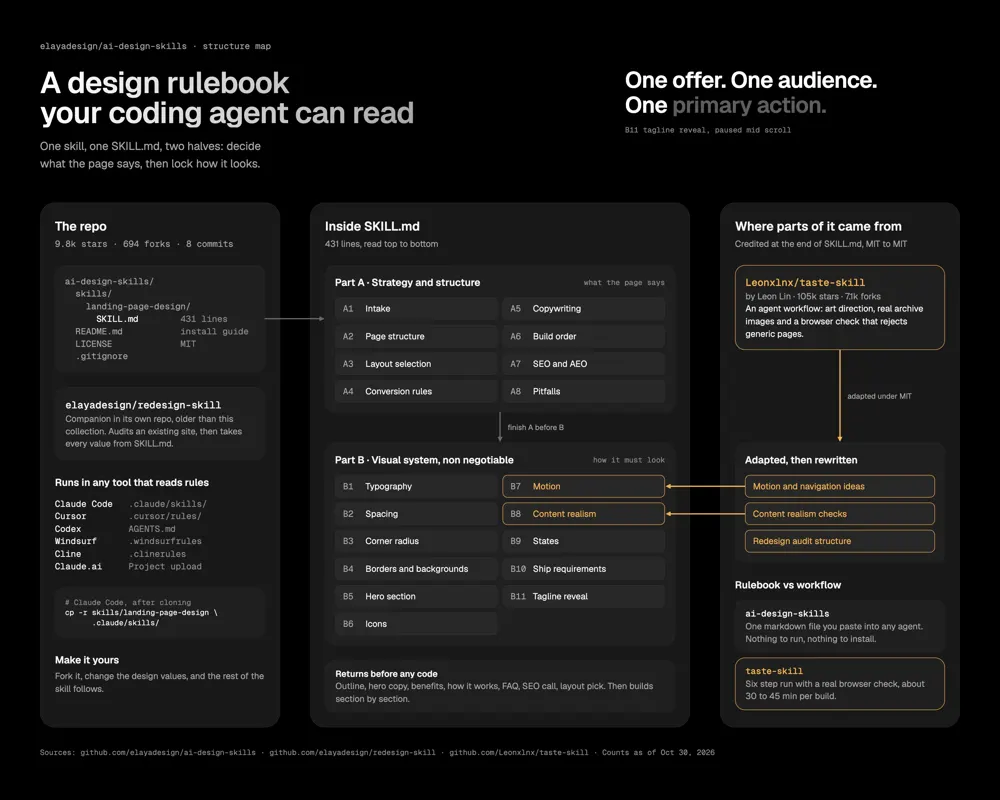 elayadesign/ai-design-skills · structure map
A design rulebook
your coding agent can read
One skill, one SKILL.md, two halves: decide
what the page says, then lock how it looks.
One offer. One audience.
One primary action.
B11 tagline reveal, paused mid scroll
The repo
9.8k stars · 694 forks · 8 commits
ai-design-skills/
skills/
landing-page-design/
SKILL.md 431 lines
README.md install guide
LICENSE MIT
.gitignore
elayadesign/redesign-skill
Companion in its own repo, older than this
collection. Audits an existing site, then takes
every value from SKILL.md.
Runs in any tool that reads rules
Claude Code .claude/skills/
Cursor .cursor/rules/
Codex AGENTS.md
Windsurf .windsurfrules
Cline .clinerules
Claude.ai Project upload
# Claude Code, after cloning
cp -r skills/landing-page-design \
.claude/skills/
Make it yours
Fork it, change the design values, and the rest of the
skill follows.
Inside SKILL.md
431 lines, read top to bottom
Part A · Strategy and structure what the page says
A1 Intake
A2 Page structure
A3 Layout selection
A4 Conversion rules
A5 Copywriting
A6 Build order
A7 SEO and AEO
A8 Pitfalls
finish A before B
Part B · Visual system, non negotiable how it must look
B1 Typography
B2 Spacing
B3 Corner radius
B4 Borders and backgrounds
B5 Hero section
B6 Icons
B7 Motion
B8 Content realism
B9 States
B10 Ship requirements
B11 Tagline reveal
Returns before any code
Outline, hero copy, benefits, how it works, FAQ, SEO call, layout pick. Then builds
section by section.
Where parts of it came from
Credited at the end of SKILL.md, MIT to MIT
Leonxlnx/taste-skill
by Leon Lin · 105k stars · 7.1k forks
An agent workflow: art direction, real archive
images and a browser check that rejects
generic pages.
adapted under MIT
Adapted, then rewritten
Motion and navigation ideas
Content realism checks
Redesign audit structure
Rulebook vs workflow
ai-design-skills
One markdown file you paste into any agent.
Nothing to run, nothing to install.
taste-skill
Six step run with a real browser check, about
30 to 45 min per build.
Sources: github.com/elayadesign/ai-design-skills · github.com/elayadesign/redesign-skill · github.com/Leonxlnx/taste-skill · Counts as of Oct 30, 2026